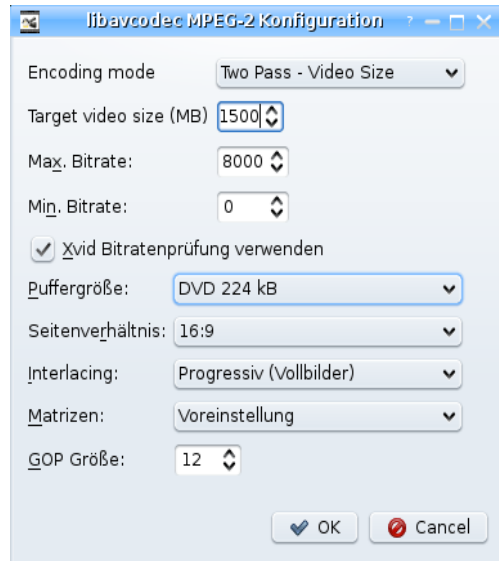 libavcodec MPEG-2 Konfiguration ?
Encoding mode Two Pass - Video Size
Target video size (MB) 1500
Max. Bitrate: 8000
Min. Bitrate: 0
Xvid Bitratenprüfung verwenden
Puffergröße: DVD 224 kB
Seitenverhältnis: 16:9
Interlacing: Progressiv (Vollbilder)
Matrizen: Voreinstellung
GOP Größe: 12
OK Cancel